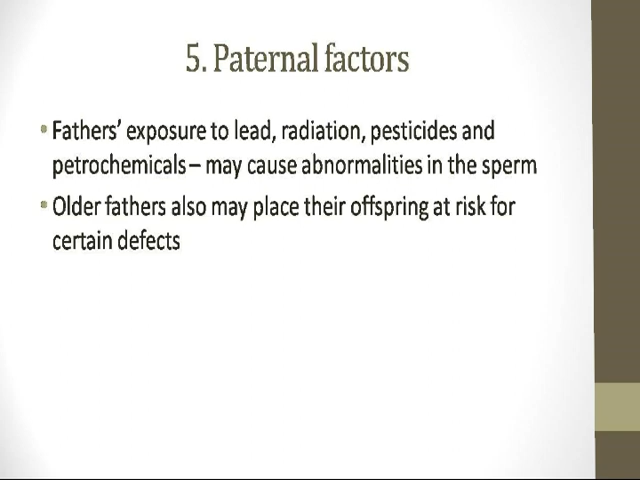 5. Paternal factors
• Fathers’ exposure to lead, radiation, pesticides and
petrochemicals – may cause abnormalities in the sperm
• Older fathers also may place their offspring at risk for
certain defects